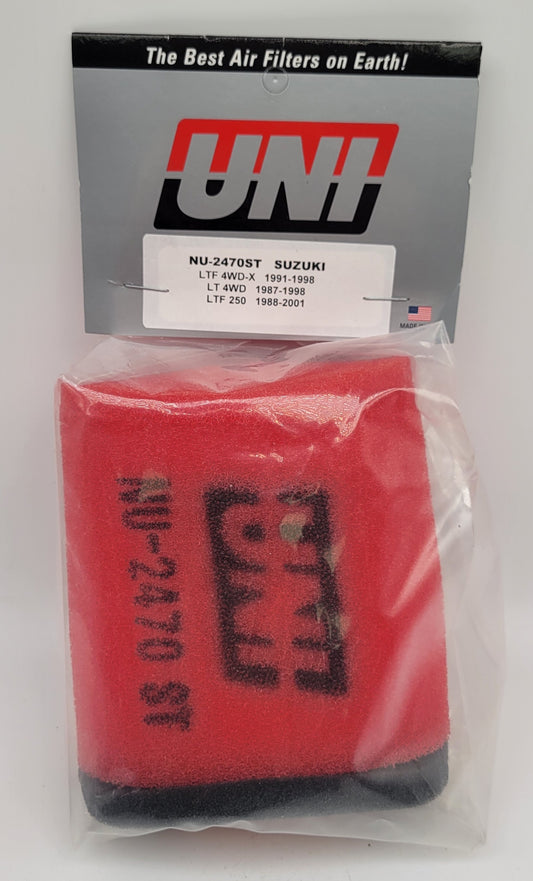 The Best Air Filters on Earth!
UNI
NU-2470ST SUZUKI
LTF 4WD-X 1991-1998
LT 4WD 1987-1998
LTF 250 1988-2001
MADE
NU-2470 ST
UNI